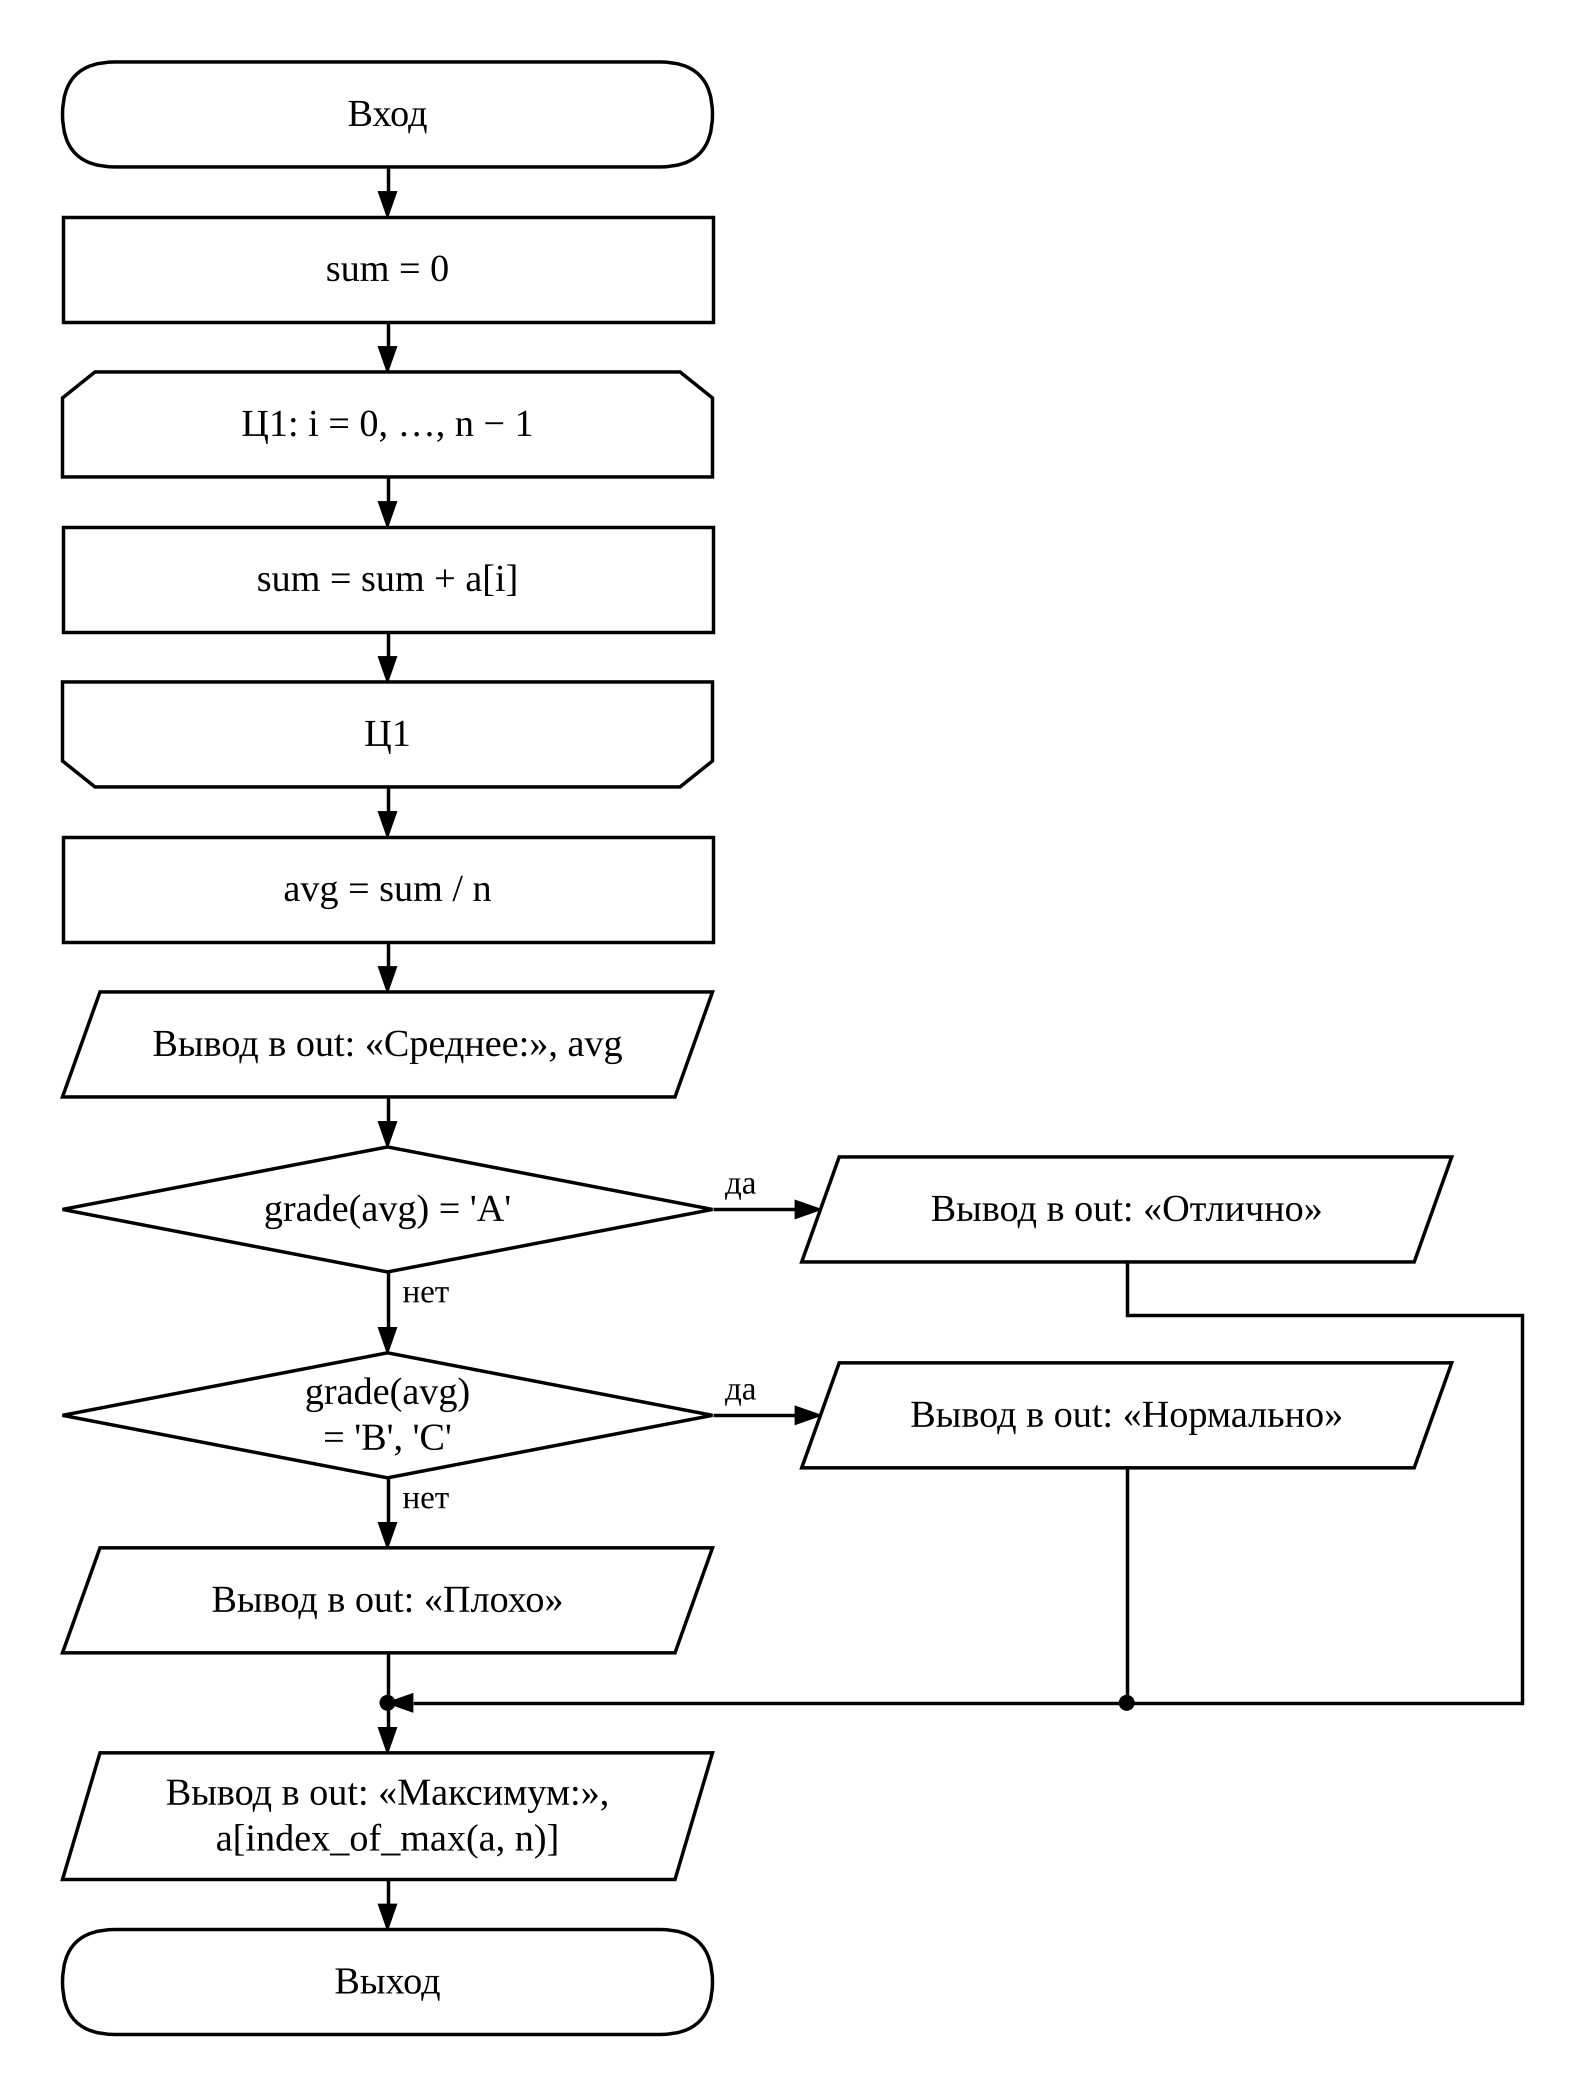 Вход
sum = 0
Ц1: i = 0, …, n − 1
sum = sum + a[i]
Ц1
avg = sum / n
Вывод в out: «Среднее:», avg
grade(avg) = 'A'
да
Вывод в out: «Отлично»
нет
grade(avg)
= 'B', 'C'
да
Вывод в out: «Нормально»
нет
Вывод в out: «Плохо»
Вывод в out: «Максимум:»,
a[index_of_max(a, n)]
Выход